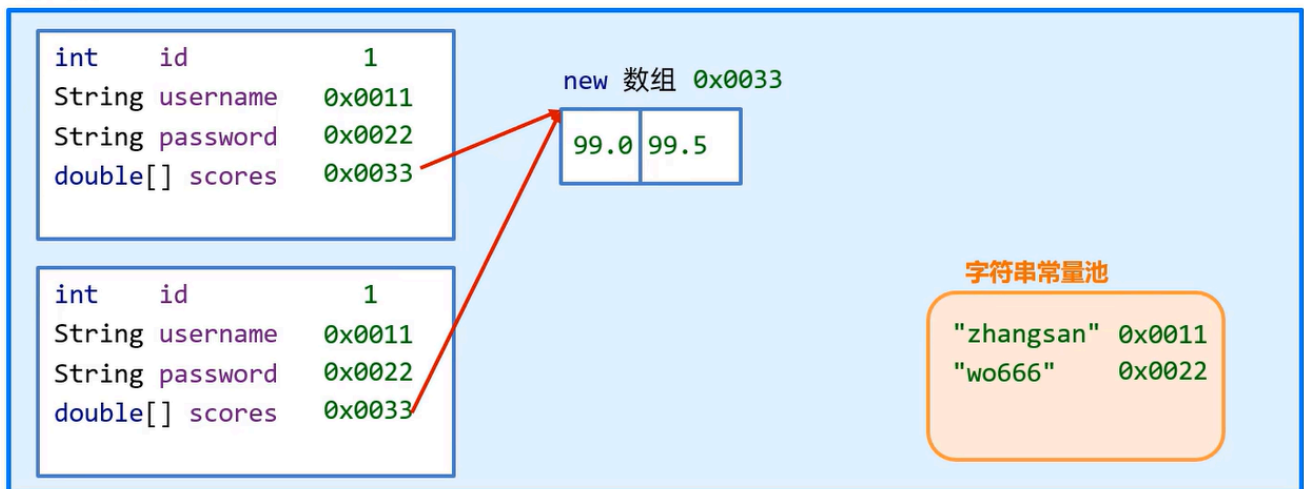 int id 1
String username 0x0011
String password 0x0022
double[] scores 0x0033
new 数组 0x0033
99.0 99.5
int id 1
String username 0x0011
String password 0x0022
double[] scores 0x0033
字符串常量池
"zhangsan" 0x0011
"wo666" 0x0022